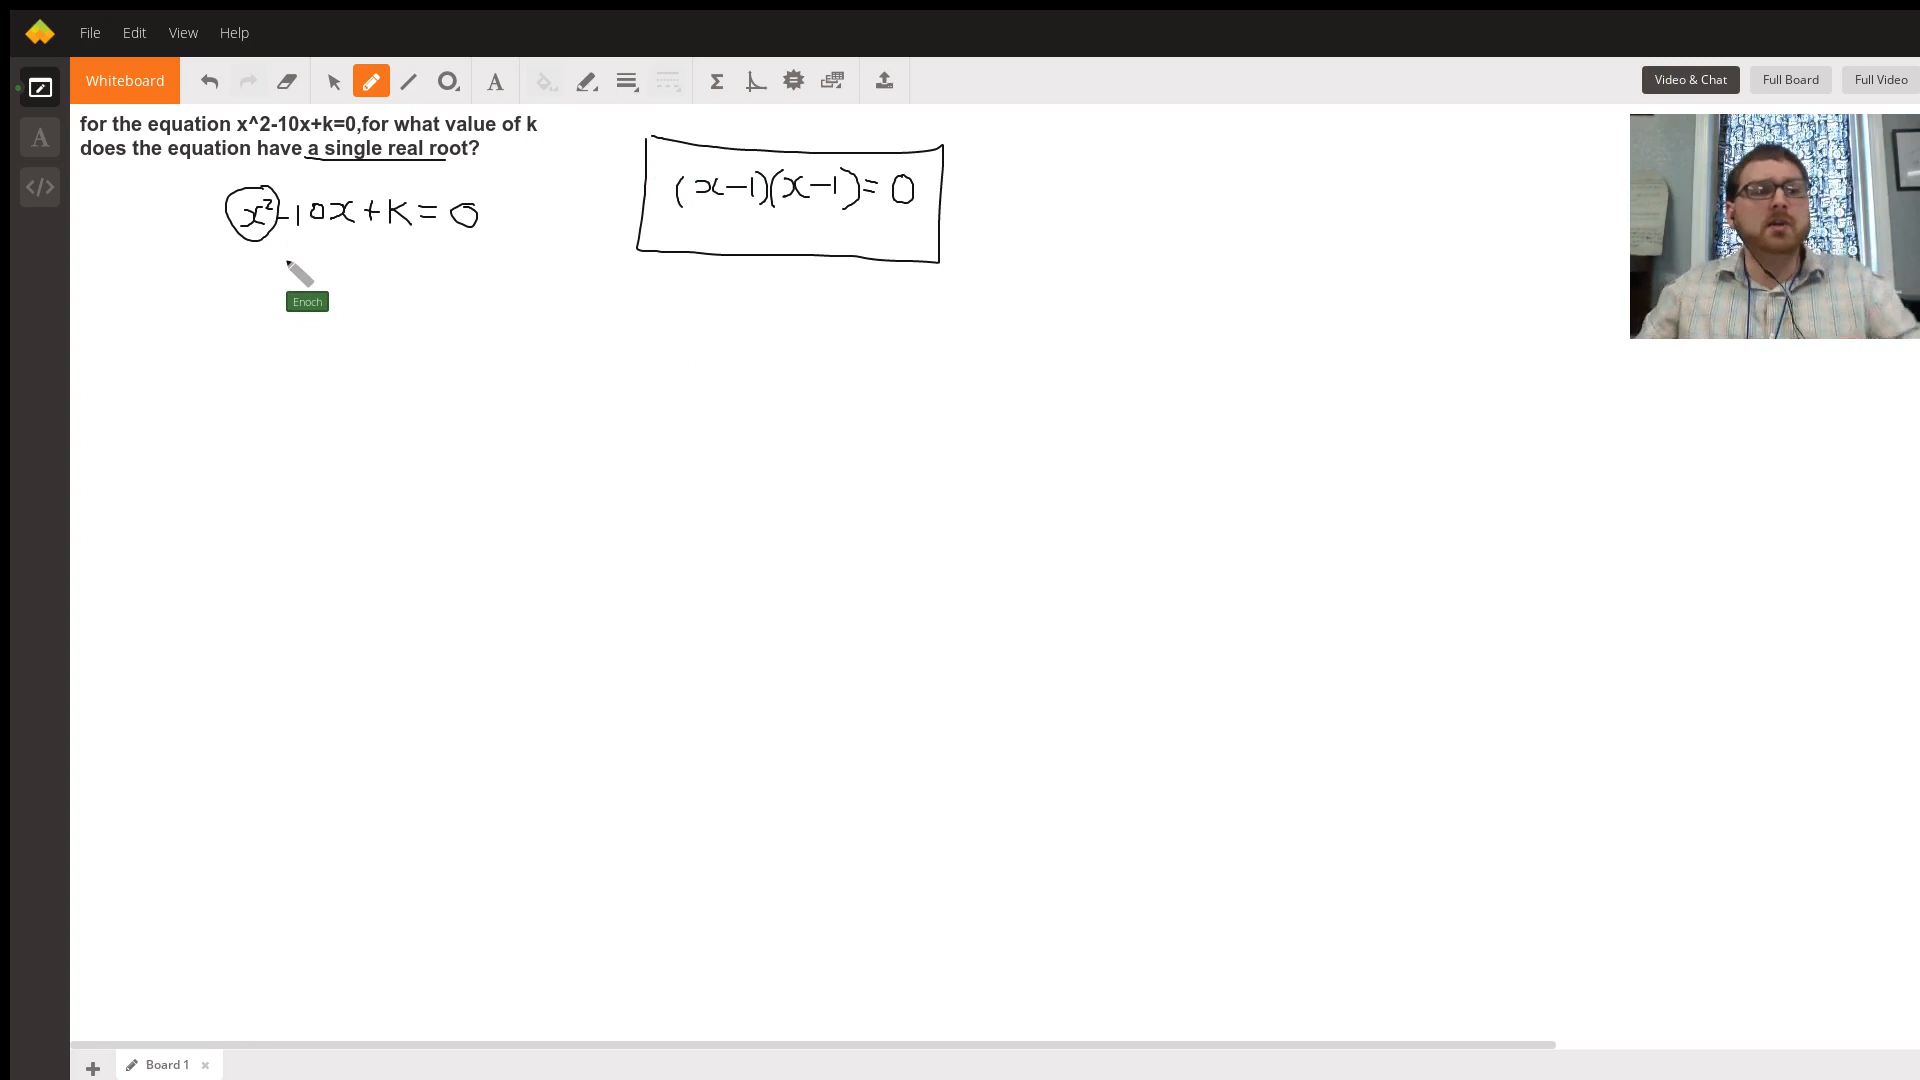 File Edit View Help
Whiteboard
Σ
A
Video & Chat Full Board Full Video
A
</>
for the equation x^2-10x+k=0,for what value of k
does the equation have a single real root?
x²-10x+k=0
(x-1)(x-1)=0
Enoch
Board 1